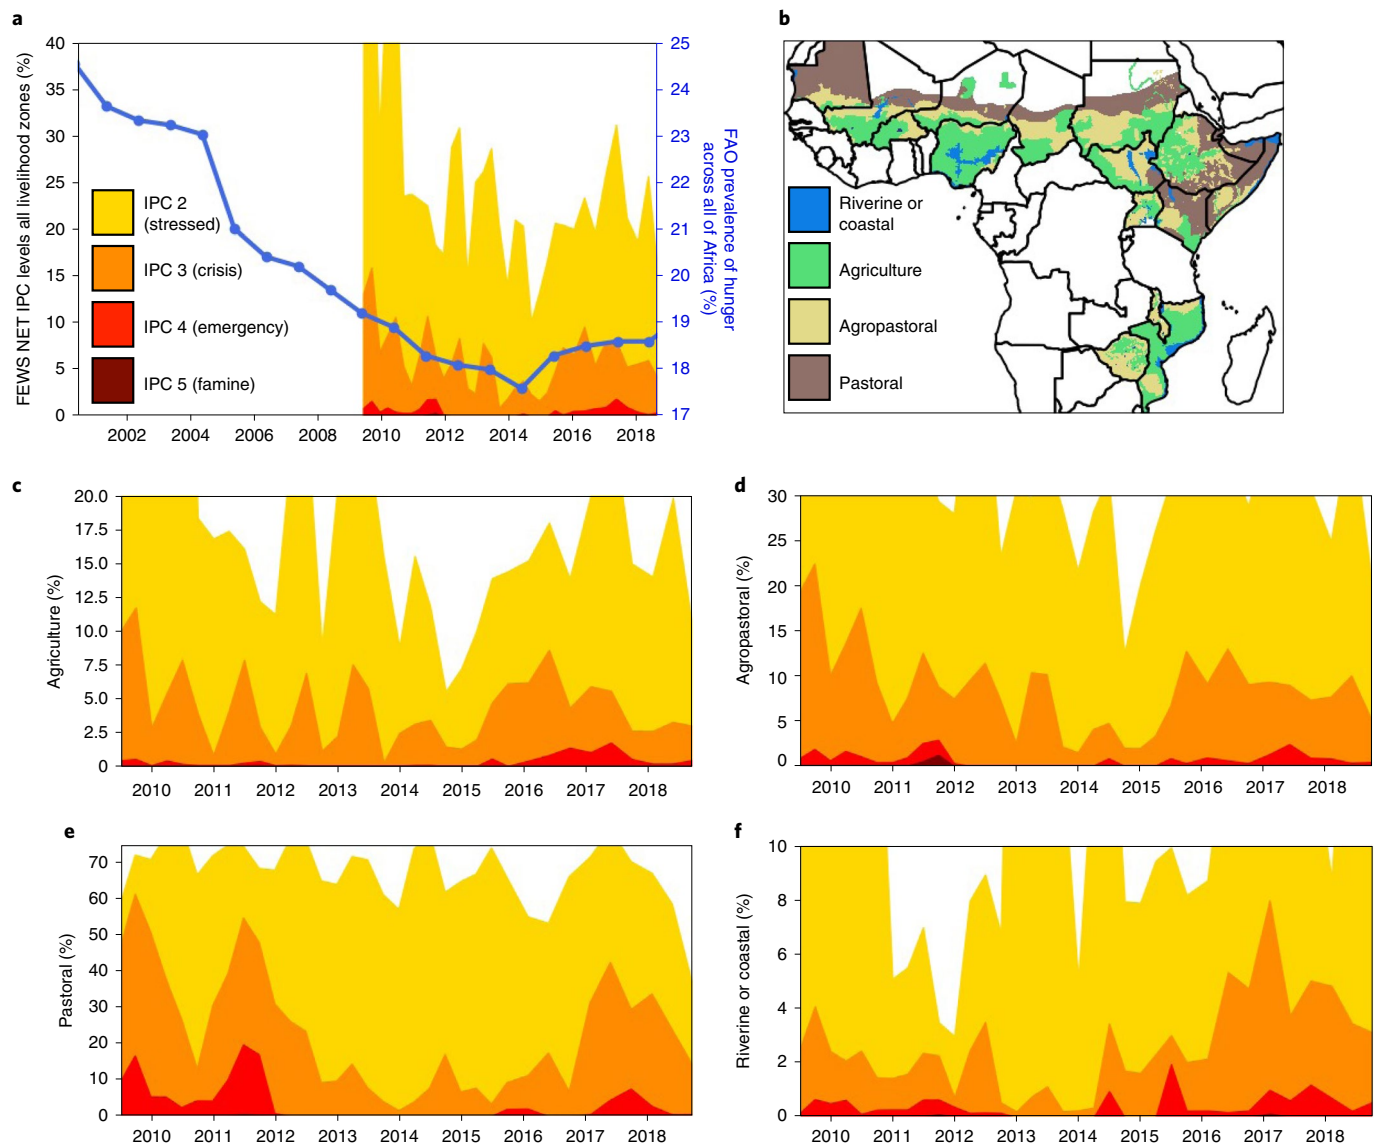 a
FEWS NET IPC levels all livelihood zones (%)
40
35
30
25
20
15
10
5
0
2002 2004 2006 2008 2010 2012 2014 2016 2018
25
24
23
22
21
20
19
18
17
FAO prevalence of hunger
across all of Africa (%)
IPC 2
(stressed)
IPC 3 (crisis)
IPC 4 (emergency)
IPC 5 (famine)
b
Riverine or
coastal
Agriculture
Agropastoral
Pastoral
c
Agriculture (%)
20.0
17.5
15.0
12.5
10.0
7.5
5.0
2.5
0
2010 2011 2012 2013 2014 2015 2016 2017 2018
d
Agropastoral (%)
30
25
20
15
10
5
0
2010 2011 2012 2013 2014 2015 2016 2017 2018
e
Pastoral (%)
70
60
50
40
30
20
10
0
2010 2011 2012 2013 2014 2015 2016 2017 2018
f
Riverine or coastal (%)
10
8
6
4
2
0
2010 2011 2012 2013 2014 2015 2016 2017 2018